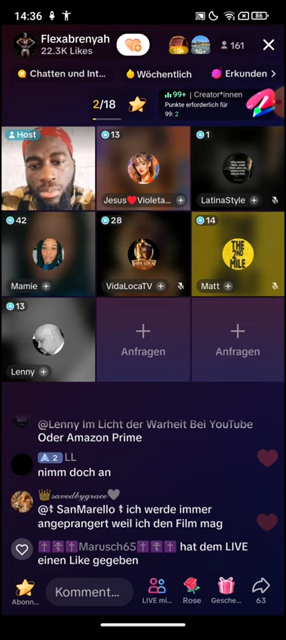 14:36
86
Flexabrenyah
22.3K Likes
161
Chatten und Int...
Wöchentlich
Erkunden
2/18
99+ | Creator*innen
Punkte erforderlich für
99: 2
Host
13
1
Jesus❤️Violeta...
LatinaStyle
42
28
14
THE
2ND
MILE
Mamie
VidaLocaTV
Matt
13
Lenny
Anfragen
Anfragen
@Lenny Im Licht der Warheit Bei YouTube
Oder Amazon Prime
2 LL
nimm doch an
𝓼𝓪𝓿𝓮𝓭𝓫𝔂𝓰𝓻𝓪𝓬𝓮
@☦ SanMarello ☦ ich werde immer
angeprangert weil ich den Film mag
✝️✝️✝️Marusch65✝️✝️✝️ hat dem LIVE
einen Like gegeben
Abonn...
Komment...
LIVE mi...
Rose
Gesche...
63